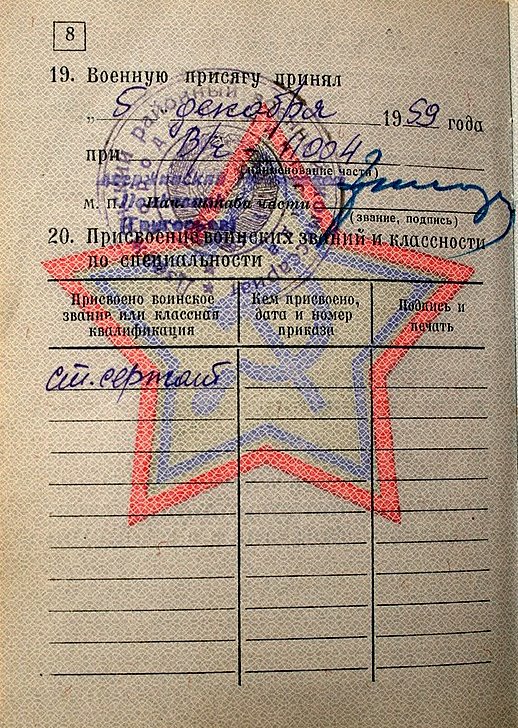 8
19. Военную присягу принял
„ 5 " декабря 1959 года
при В/ч 11004
(наименование части)
М. П. Нач. штаба части
(звание, подпись)
20. Присвоение воинских званий и классности
по специальности
Присвоено воинское звание или классная квалификация
Кем присвоено, дата и номер приказа
Подпись и печать
ст. сержант